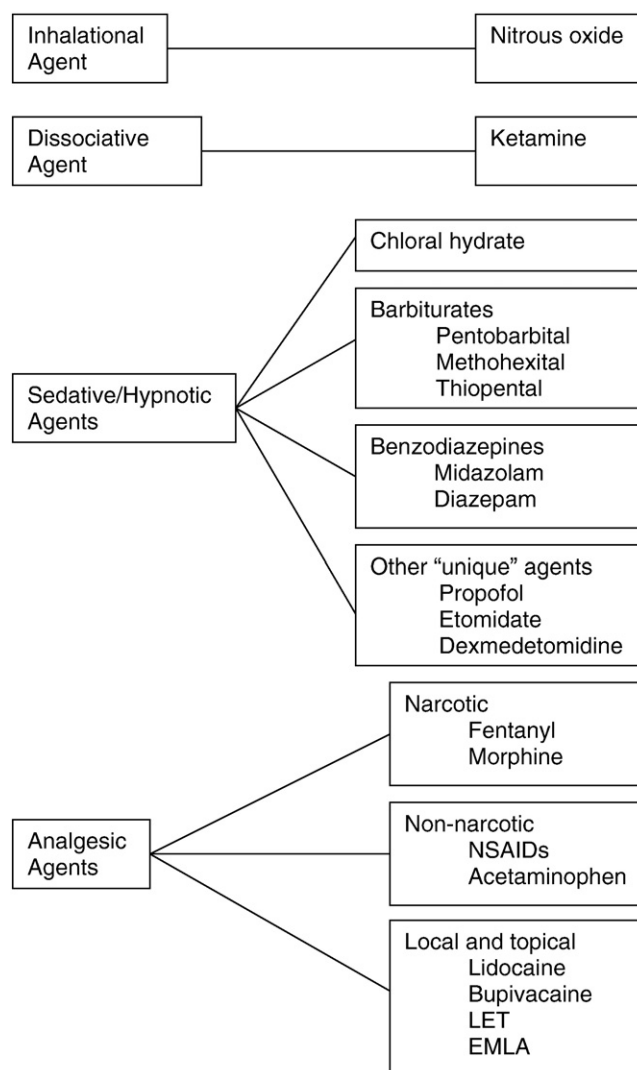 Inhalational
Agent
Nitrous oxide
Dissociative
Agent
Ketamine
Sedative/Hypnotic
Agents
Chloral hydrate
Barbiturates
Pentobarbital
Methohexital
Thiopental
Benzodiazepines
Midazolam
Diazepam
Other “unique” agents
Propofol
Etomidate
Dexmedetomidine
Analgesic
Agents
Narcotic
Fentanyl
Morphine
Non-narcotic
NSAIDs
Acetaminophen
Local and topical
Lidocaine
Bupivacaine
LET
EMLA